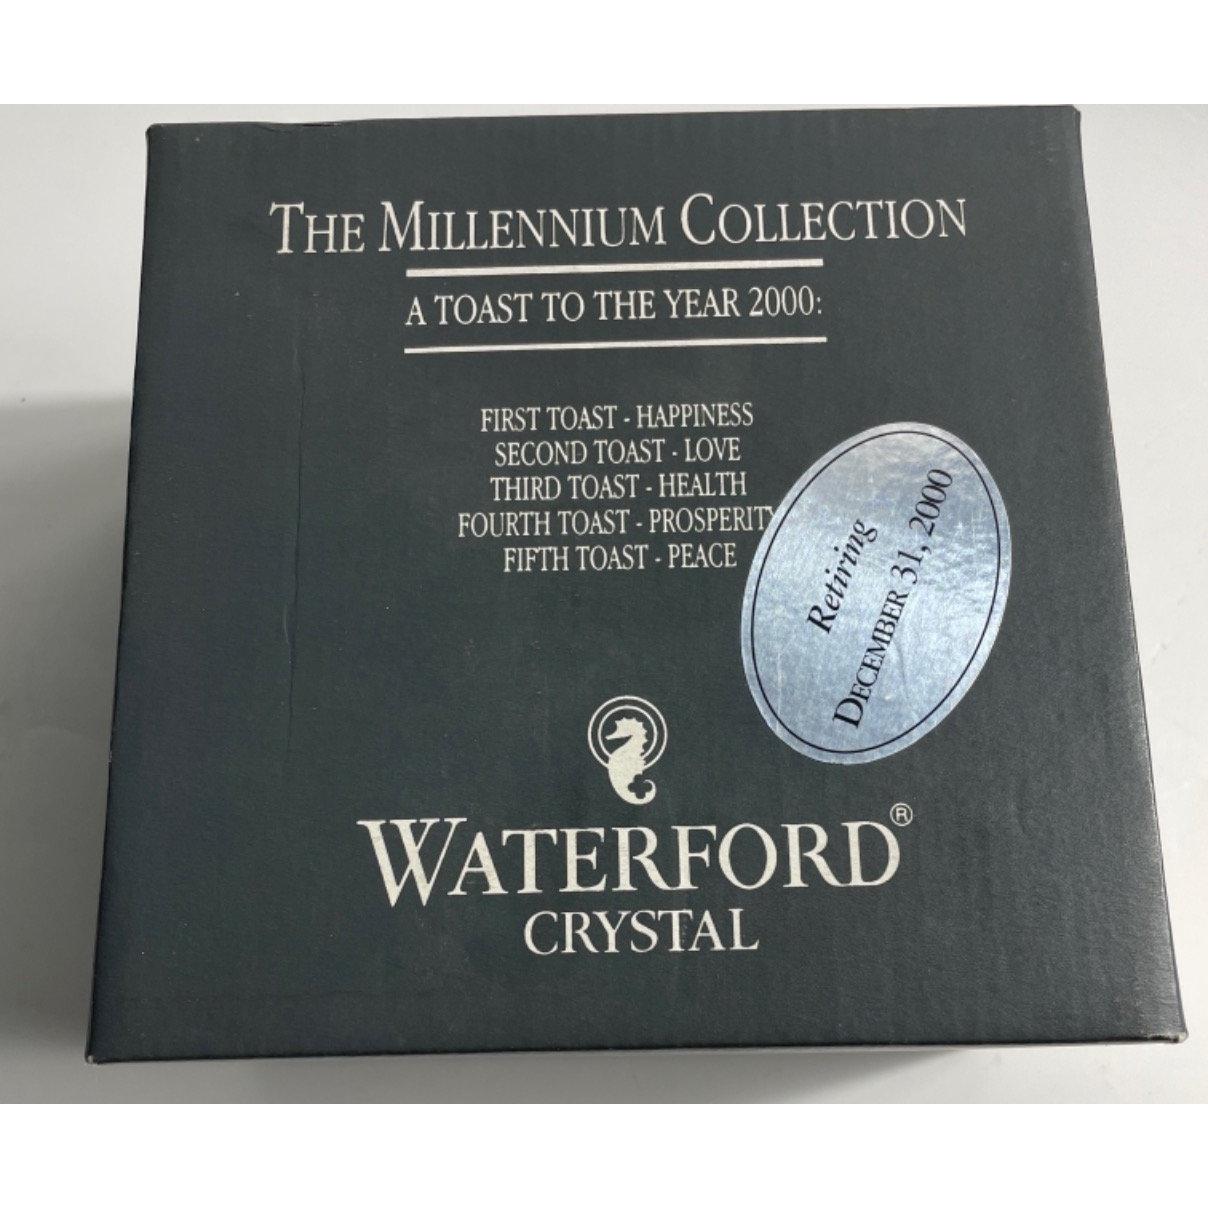 THE MILLENNIUM COLLECTION
A TOAST TO THE YEAR 2000:
FIRST TOAST - HAPPINESS
SECOND TOAST - LOVE
THIRD TOAST - HEALTH
FOURTH TOAST - PROSPERITY
FIFTH TOAST - PEACE
Retiring
DECEMBER 31, 2000
WATERFORD®
CRYSTAL